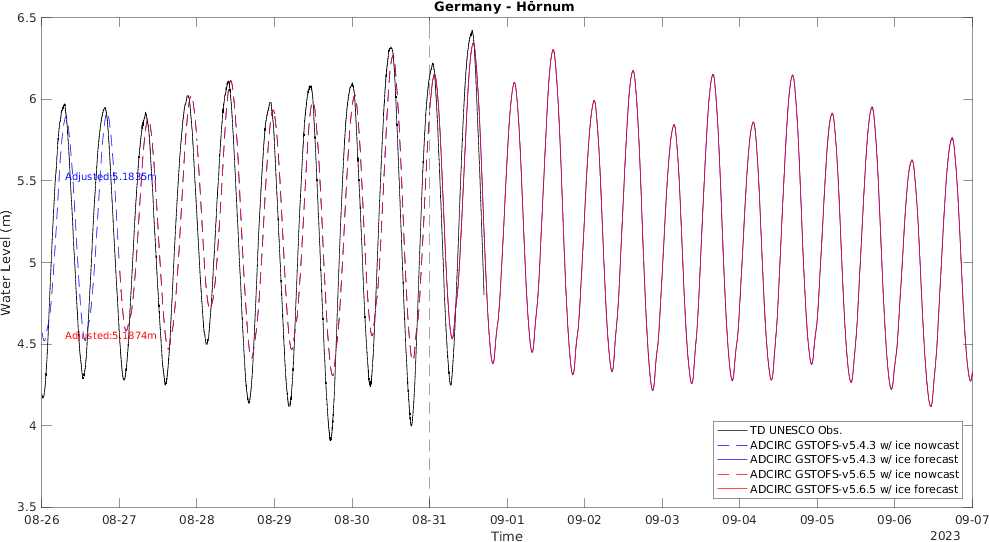 Germany - Hörnum
6.5
6
5.5
5
4.5
4
3.5
Water Level (m)
Adjusted:5.1835m
Adjusted:5.1874m
TD UNESCO Obs.
ADCIRC GSTOFS-v5.4.3 w/ ice nowcast
ADCIRC GSTOFS-v5.4.3 w/ ice forecast
ADCIRC GSTOFS-v5.6.5 w/ ice nowcast
ADCIRC GSTOFS-v5.6.5 w/ ice forecast
08-26 08-27 08-28 08-29 08-30 08-31 09-01 09-02 09-03 09-04 09-05 09-06 09-07
Time
2023